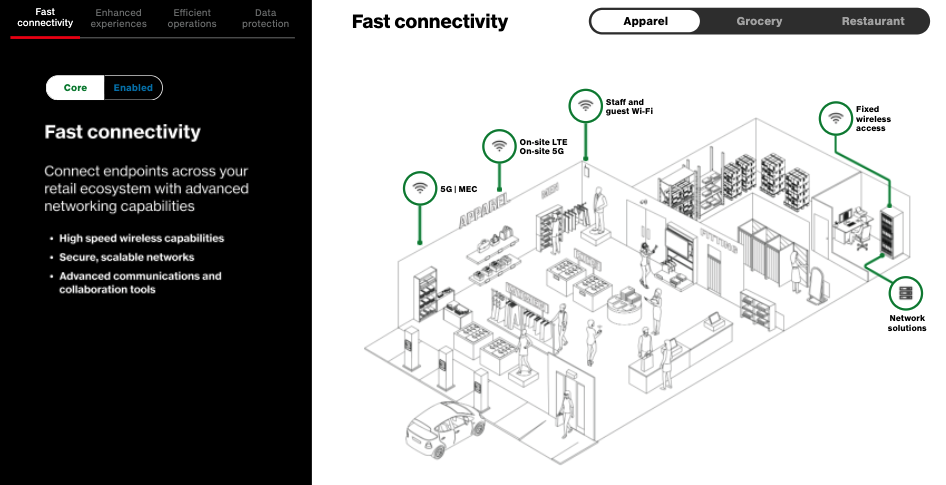 Fast
connectivity
Enhanced
experiences
Efficient
operations
Data
protection
Core
Enabled
Fast connectivity
Connect endpoints across your
retail ecosystem with advanced
networking capabilities
• High speed wireless capabilities
• Secure, scalable networks
• Advanced communications and
collaboration tools
Fast connectivity
Apparel
Grocery
Restaurant
Staff and
guest Wi-Fi
On-site LTE
On-site 5G
5G | MEC
Fixed
wireless
access
Network
solutions
APPAREL
MEN
FITTING